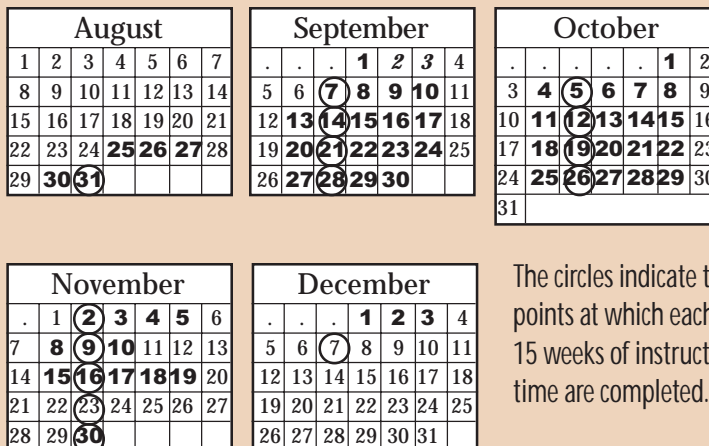 August
1 2 3 4 5 6 7
8 9 10 11 12 13 14
15 16 17 18 19 20 21
22 23 24 25 26 27 28
29 30 31
September
. . . 1 2 3 4
5 6 7 8 9 10 11
12 13 14 15 16 17 18
19 20 21 22 23 24 25
26 27 28 29 30
October
. . . . . 1 2
3 4 5 6 7 8 9
10 11 12 13 14 15 16
17 18 19 20 21 22 23
24 25 26 27 28 29 30
31
November
. 1 2 3 4 5 6
7 8 9 10 11 12 13
14 15 16 17 18 19 20
21 22 23 24 25 26 27
28 29 30
December
. . . 1 2 3 4
5 6 7 8 9 10 11
12 13 14 15 16 17 18
19 20 21 22 23 24 25
26 27 28 29 30 31
The circles indicate
points at which each
15 weeks of instruct
time are completed.